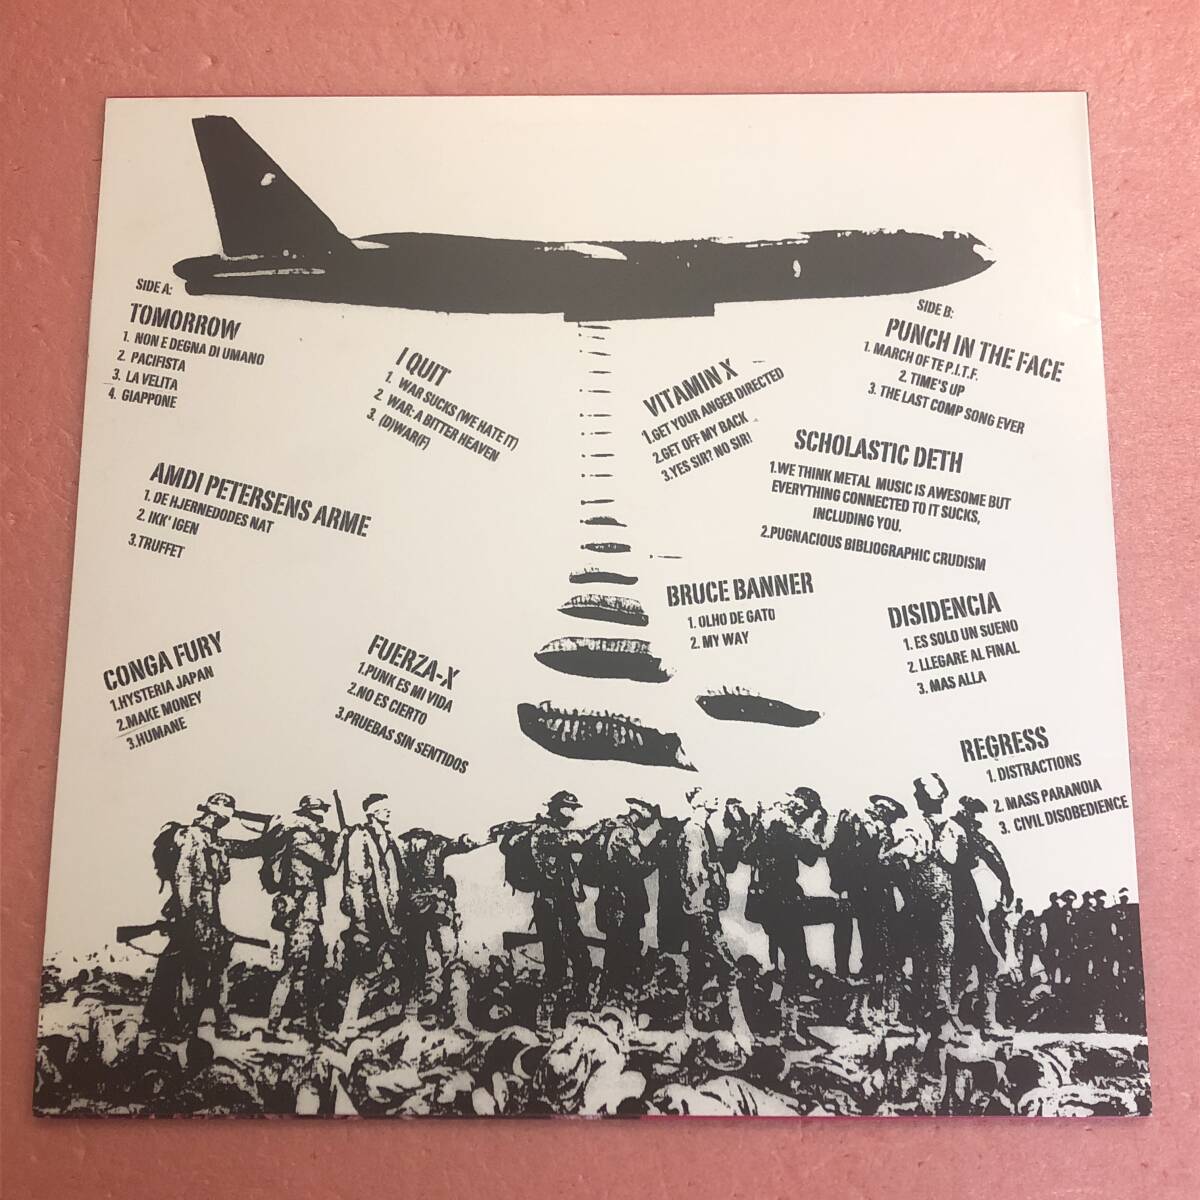 SIDE A:
TOMORROW
1. NON E DEGNA DI UMANO
2. PACIFISTA
3. LA VELITA
4. GIAPPONE
I QUIT
1. WAR SUCKS (WE HATE IT)
2. WAR: A BITTER HEAVEN
3. (D)WAR(F)
AMDI PETERSENS ARME
1. DE HJERNEDODES NAT
2. IKK' IGEN
3.TRUFFET
CONGA FURY
1.HYSTERIA JAPAN
2.MAKE MONEY
3.HUMANE
FUERZA-X
1.PUNK ES MI VIDA
2.NO ES CIERTO
3.PRUEBAS SIN SENTIDOS
VITAMIN X
1.GET YOUR ANGER DIRECTED
2.GET OFF MY BACK
3.YES SIR? NO SIR!
SIDE B:
PUNCH IN THE FACE
1. MARCH OF TE P.I.T.F.
2. TIME'S UP
3. THE LAST COMP SONG EVER
SCHOLASTIC DETH
1.WE THINK METAL MUSIC IS AWESOME BUT
EVERYTHING CONNECTED TO IT SUCKS,
INCLUDING YOU.
2.PUGNACIOUS BIBLIOGRAPHIC CRUDISM
BRUCE BANNER
1. OLHO DE GATO
2. MY WAY
DISIDENCIA
1. ES SOLO UN SUENO
2. LLEGARE AL FINAL
3. MAS ALLA
REGRESS
1. DISTRACTIONS
2. MASS PARANOIA
3. CIVIL DISOBEDIENCE